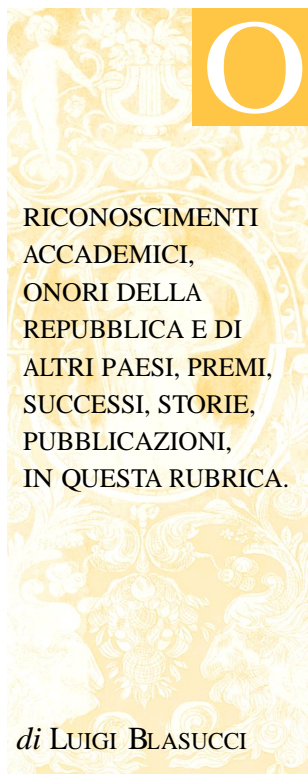 O
RICONOSCIMENTI
ACCADEMICI,
ONORI DELLA
REPUBBLICA E DI
ALTRI PAESI, PREMI,
SUCCESSI, STORIE,
PUBBLICAZIONI,
IN QUESTA RUBRICA.
di LUIGI BLASUCCI